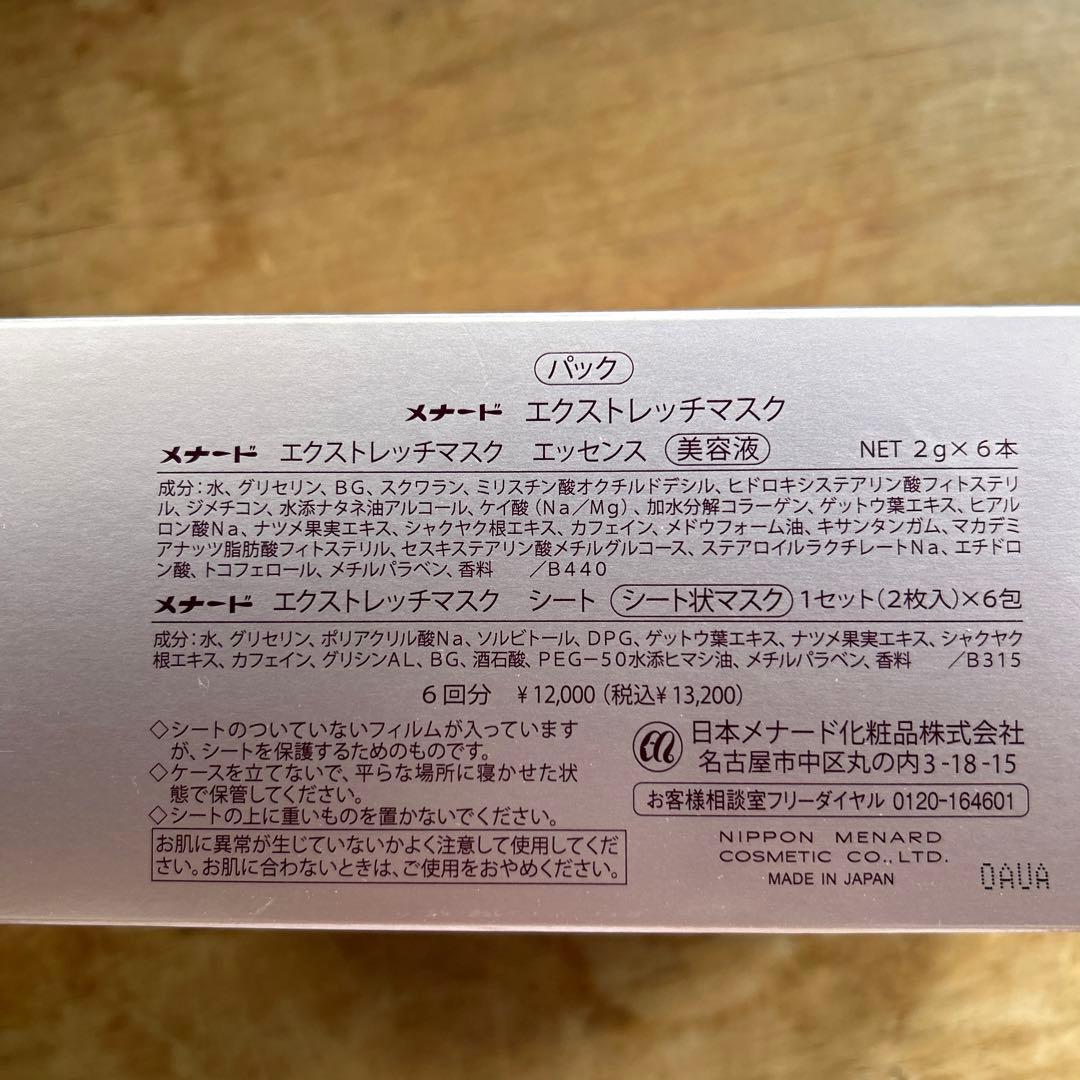 パック
メナード エクストレッチマスク
メナード エクストレッチマスク エッセンス 美容液 NET 2g×6本
成分:水、グリセリン、BG、スクワラン、ミリスチン酸オクチルドデシル、ヒドロキシステアリン酸フィトステリ
ル、ジメチコン、水添ナタネ油アルコール、ケイ酸(Na/Mg)、加水分解コラーゲン、ゲットウ葉エキス、ヒアル
ロン酸Na、ナツメ果実エキス、シャクヤク根エキス、カフェイン、メドウフォーム油、キサンタンガム、マカデミ
アナッツ脂肪酸フィトステリル、セスキステアリン酸メチルグルコース、ステアロイルラクチレートNa、エチドロ
ン酸、トコフェロール、メチルパラベン、香料 /B440
メナード エクストレッチマスク シート シート状マスク 1セット(2枚入)×6包
成分:水、グリセリン、ポリアクリル酸Na、ソルビトール、DPG、ゲットウ葉エキス、ナツメ果実エキス、シャクヤク
根エキス、カフェイン、グリシンAL、BG、酒石酸、PEG-50水添ヒマシ油、メチルパラベン、香料 /B315
6回分 ¥12,000(税込¥13,200)
◇シートのついていないフィルムが入っています
が、シートを保護するためのものです。
◇ケースを立てないで、平らな場所に寝かせた状
態で保管してください。
◇シートの上に重いものを置かないでください。
お肌に異常が生じていないかよく注意して使用してくだ
さい。お肌に合わないときは、ご使用をおやめください。
日本メナード化粧品株式会社
名古屋市中区丸の内3-18-15
お客様相談室フリーダイヤル 0120-164601
NIPPON MENARD
COSMETIC CO.,LTD.
MADE IN JAPAN
0AUA